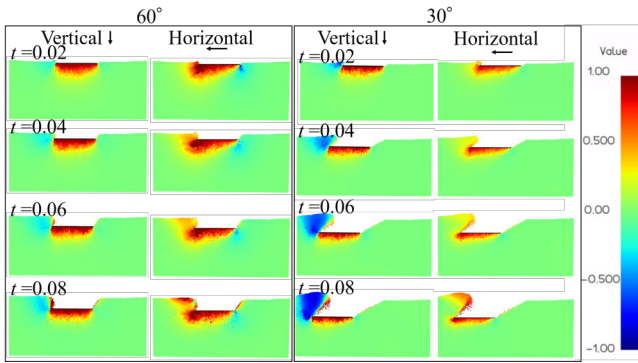 60°
30°
Vertical ↓
Horizontal
←
Vertical ↓
Horizontal
←
t=0.02
t=0.04
t=0.06
t=0.08
t=0.02
t=0.04
t=0.06
t=0.08
Value
1.00
0.500
0.00
-0.500
-1.00